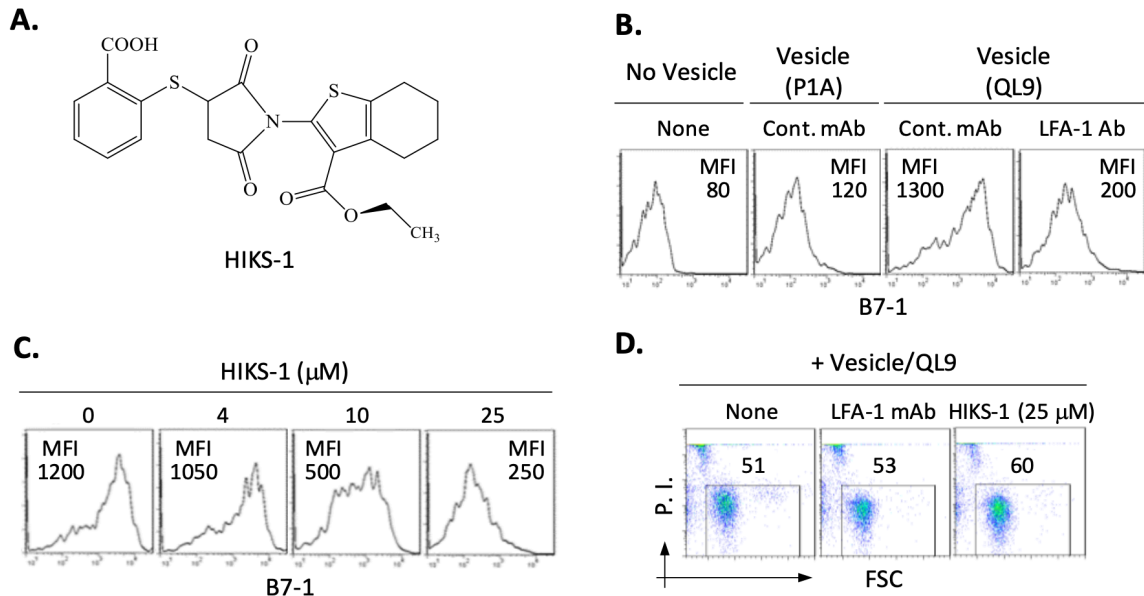 A.
COOH
S
O
N
O
S
O
O
CH3
HIKS-1
B.
No Vesicle
Vesicle
(P1A)
Vesicle
(QL9)
None
Cont. mAb
Cont. mAb
LFA-1 Ab
MFI
80
MFI
120
MFI
1300
MFI
200
B7-1
C.
HIKS-1 (μM)
0
4
10
25
MFI
1200
MFI
1050
MFI
500
MFI
250
B7-1
D.
+ Vesicle/QL9
None
LFA-1 mAb
HIKS-1 (25 μM)
51
53
60
P. I.
FSC